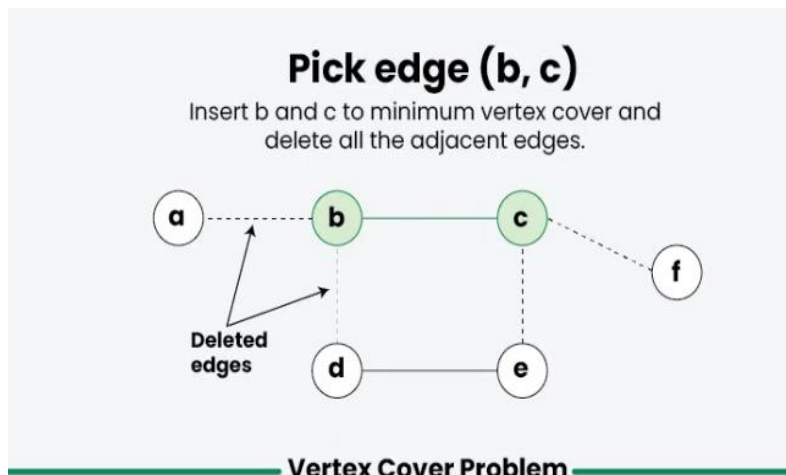 Pick edge (b, c)
Insert b and c to minimum vertex cover and
delete all the adjacent edges.
a
b
c
f
Deleted
edges
d
e
Vertex Cover Problem